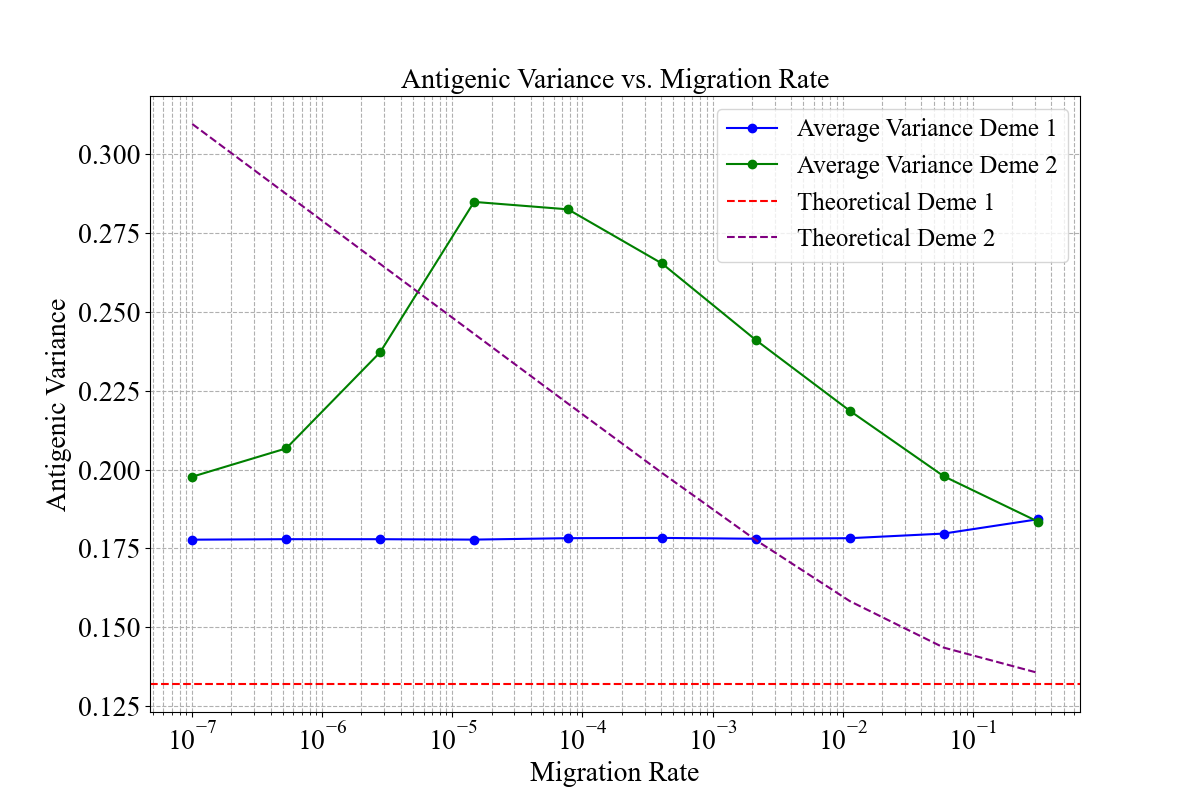 Antigenic Variance vs. Migration Rate
Average Variance Deme 1
Average Variance Deme 2
Theoretical Deme 1
Theoretical Deme 2
Antigenic Variance
0.300
0.275
0.250
0.225
0.200
0.175
0.150
0.125
10⁻⁷ 10⁻⁶ 10⁻⁵ 10⁻⁴ 10⁻³ 10⁻² 10⁻¹
Migration Rate